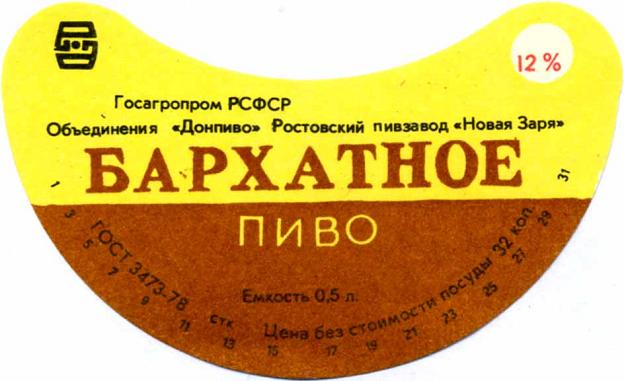 12 %
Госагропром РСФСР
Объединения «Донпиво» Ростовский пивзавод «Новая Заря»
БАРХАТНОЕ
ПИВО
ГОСТ 3473-78
Емкость 0,5 л.
стк
Цена без стоимости посуды 32 коп.
1 3 5 7 9 11 13 15 17 19 21 23 25 27 29 31